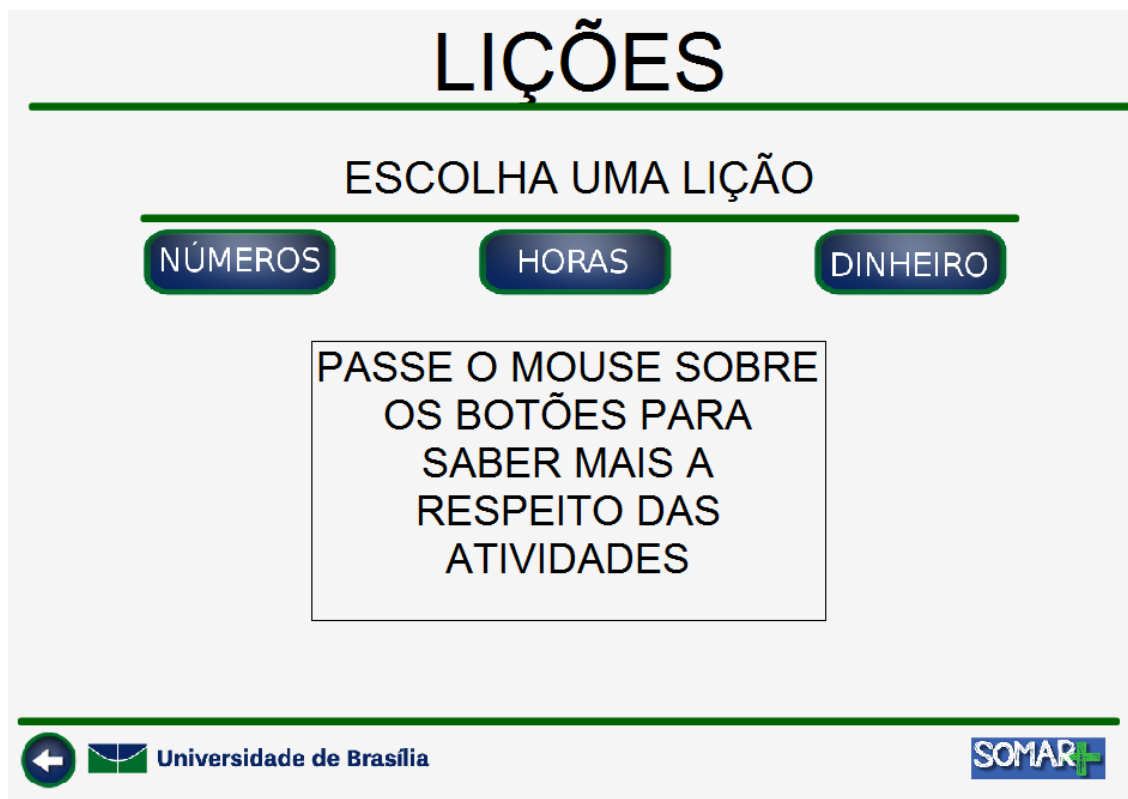 LIÇÕES
ESCOLHA UMA LIÇÃO
NÚMEROS HORAS DINHEIRO
PASSE O MOUSE SOBRE
OS BOTÕES PARA
SABER MAIS A
RESPEITO DAS
ATIVIDADES
Universidade de Brasília SOMAR+